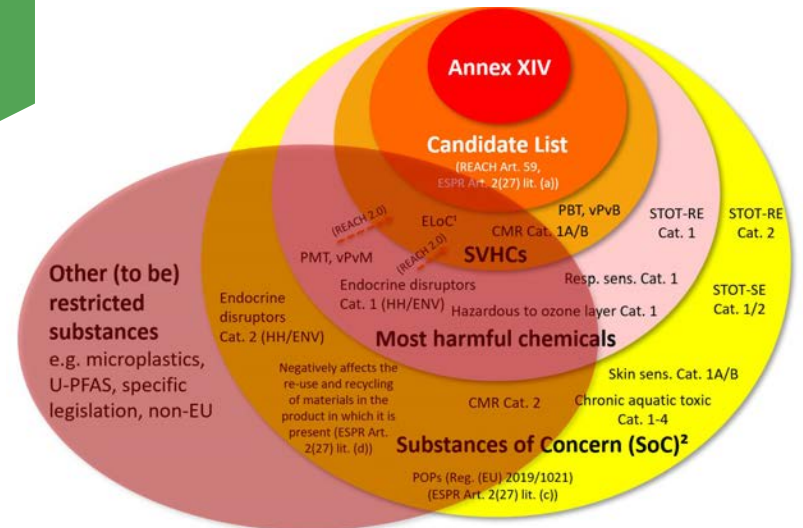 Annex XIV
Candidate List
(REACH Art. 59,
ESPR Art. 2(27) lit. (a))
PBT, vPvB
ELoC¹
CMR Cat. 1A/B
SVHCs
(REACH 2.0)
(REACH 2.0)
PMT, vPvM
Endocrine disruptors
Cat. 1 (HH/ENV)
STOT-RE
Cat. 1
Resp. sens. Cat. 1
Hazardous to ozone layer Cat. 1
Most harmful chemicals
STOT-RE
Cat. 2
STOT-SE
Cat. 1/2
Skin sens. Cat. 1A/B
Chronic aquatic toxic
Cat. 1-4
CMR Cat. 2
Endocrine
disruptors
Cat. 2 (HH/ENV)
Negatively affects the
re-use and recycling
of materials in the
product in which it is
present (ESPR Art.
2(27) lit. (d))
Substances of Concern (SoC)²
POPs (Reg. (EU) 2019/1021)
(ESPR Art. 2(27) lit. (c))
Other (to be)
restricted
substances
e.g. microplastics,
U-PFAS, specific
legislation, non-EU